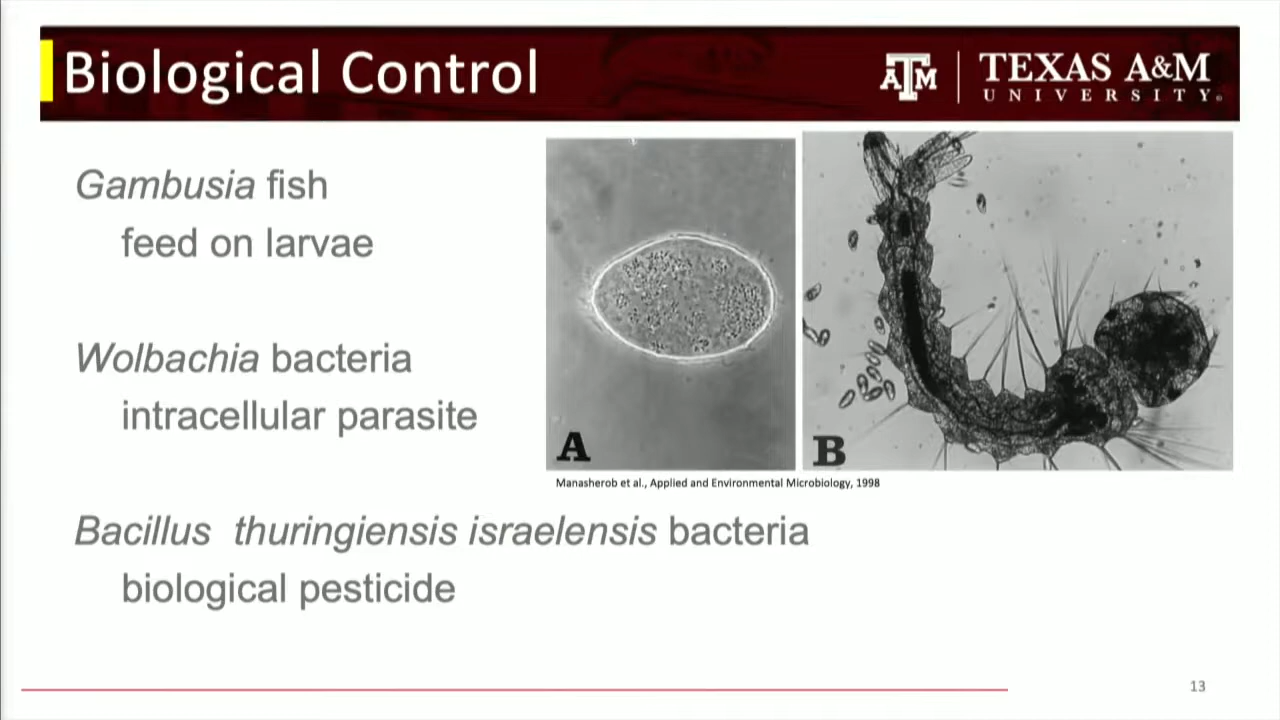 Biological Control
ĀTM TEXAS A&M
UNIVERSITY®
Gambusia fish
feed on larvae
Wolbachia bacteria
intracellular parasite
A
B
Manasherob et al., Applied and Environmental Microbiology, 1998
Bacillus thuringiensis israelensis bacteria
biological pesticide
13